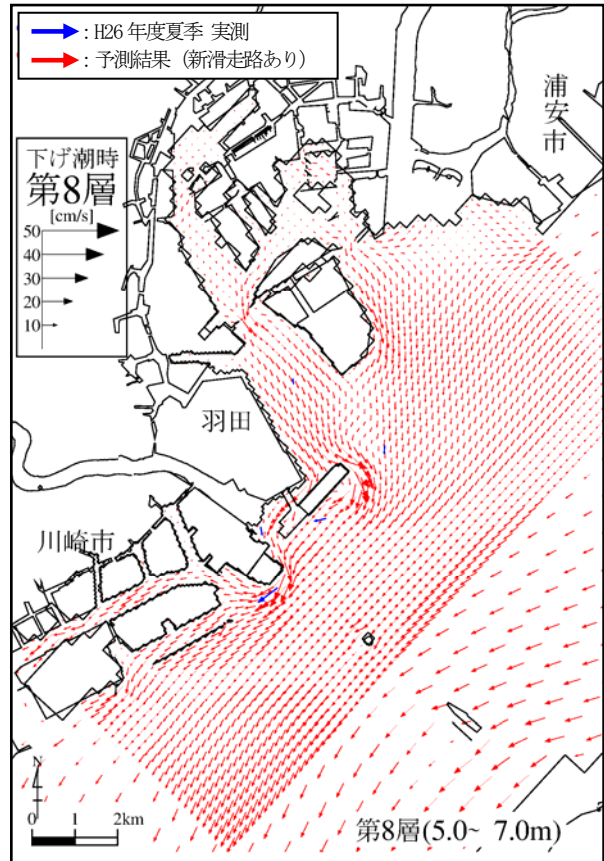 : H26 年度夏季 実測
: 予測結果 (新滑走路あり)
浦安市
下げ潮時
第8層
[cm/s]
50
40
30
20
10
羽田
川崎市
N
0 1 2km
第8層(5.0~ 7.0m)